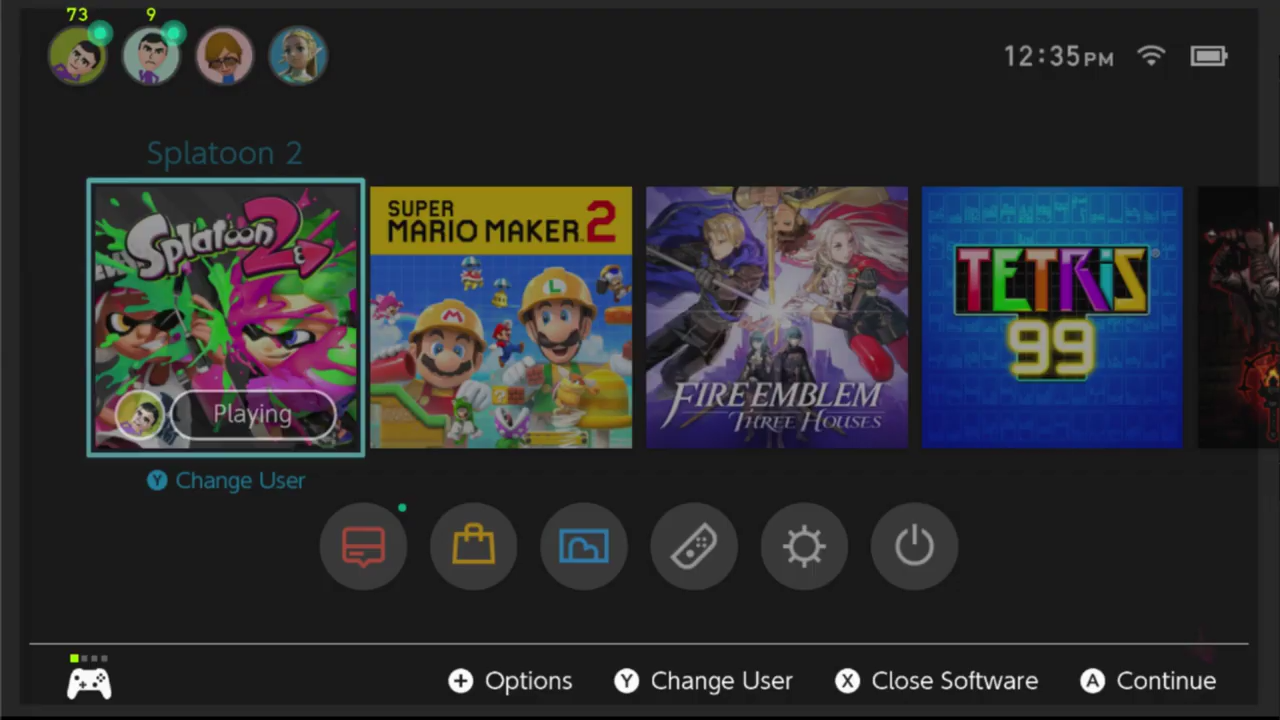 73 9
12:35PM
Splatoon 2
Splatoon 2
SUPER
MARIO MAKER 2
M
L
FIRE EMBLEM
THREE HOUSES
TETRIS®
99
Playing
Y Change User
+ Options Y Change User X Close Software A Continue